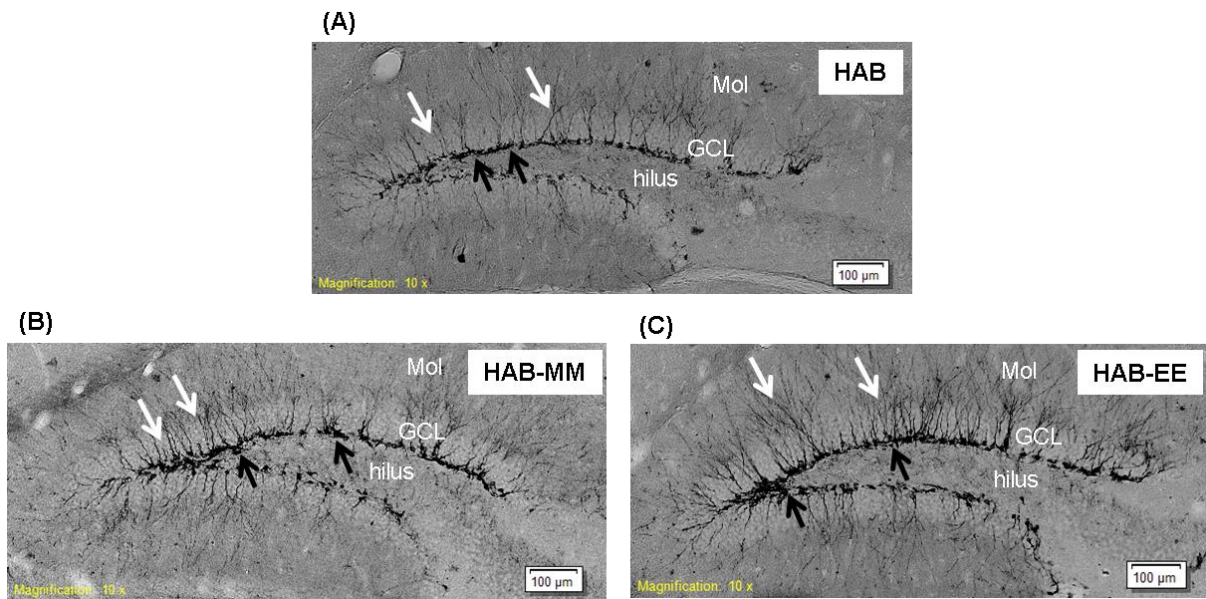 (A)
HAB
Mol
GCL
hilus
Magnification: 10 x
100 µm
(B)
HAB-MM
Mol
GCL
hilus
Magnification: 10 x
100 µm
(C)
HAB-EE
Mol
GCL
hilus
Magnification: 10 x
100 µm